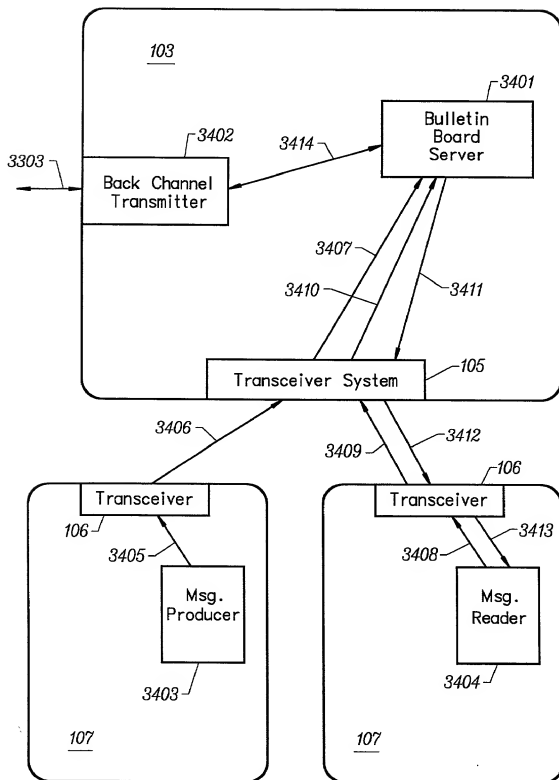 103
3401
Bulletin
Board
Server
3402
3414
3303
Back Channel
Transmitter
3407
3410
3411
Transceiver System
105
3406
3409
3412
106
Transceiver
106
3405
Msg.
Producer
3403
107
Transceiver
3408
3413
Msg.
Reader
3404
107